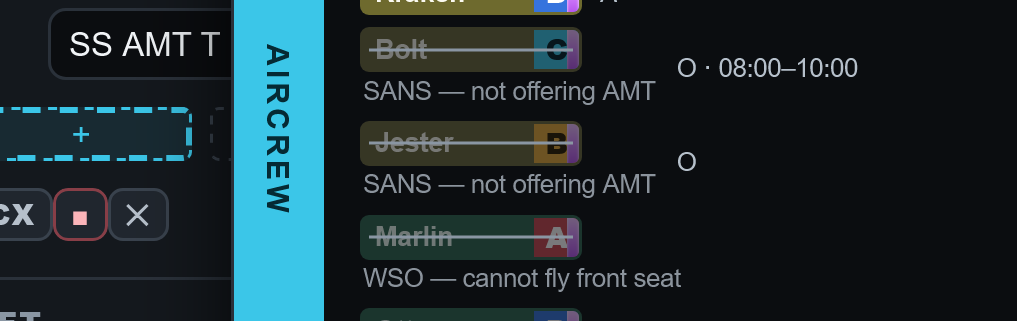 SS AMT T
+
CX
AIRCREW
Bolt C
SANS — not offering AMT
O · 08:00–10:00
Jester B
SANS — not offering AMT
O
Marlin A
WSO — cannot fly front seat